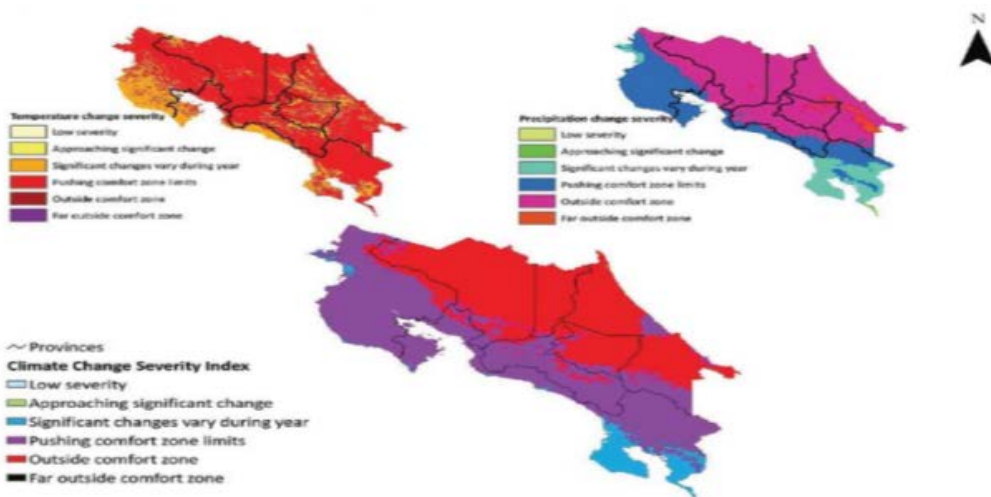 N
Temperature change severity
Low severity
Approaching significant change
Significant changes vary during year
Pushing comfort zone limits
Outside comfort zone
Far outside comfort zone
Precipitation change severity
Low severity
Approaching significant change
Significant changes vary during year
Pushing comfort zone limits
Outside comfort zone
Far outside comfort zone
Provinces
Climate Change Severity Index
Low severity
Approaching significant change
Significant changes vary during year
Pushing comfort zone limits
Outside comfort zone
Far outside comfort zone